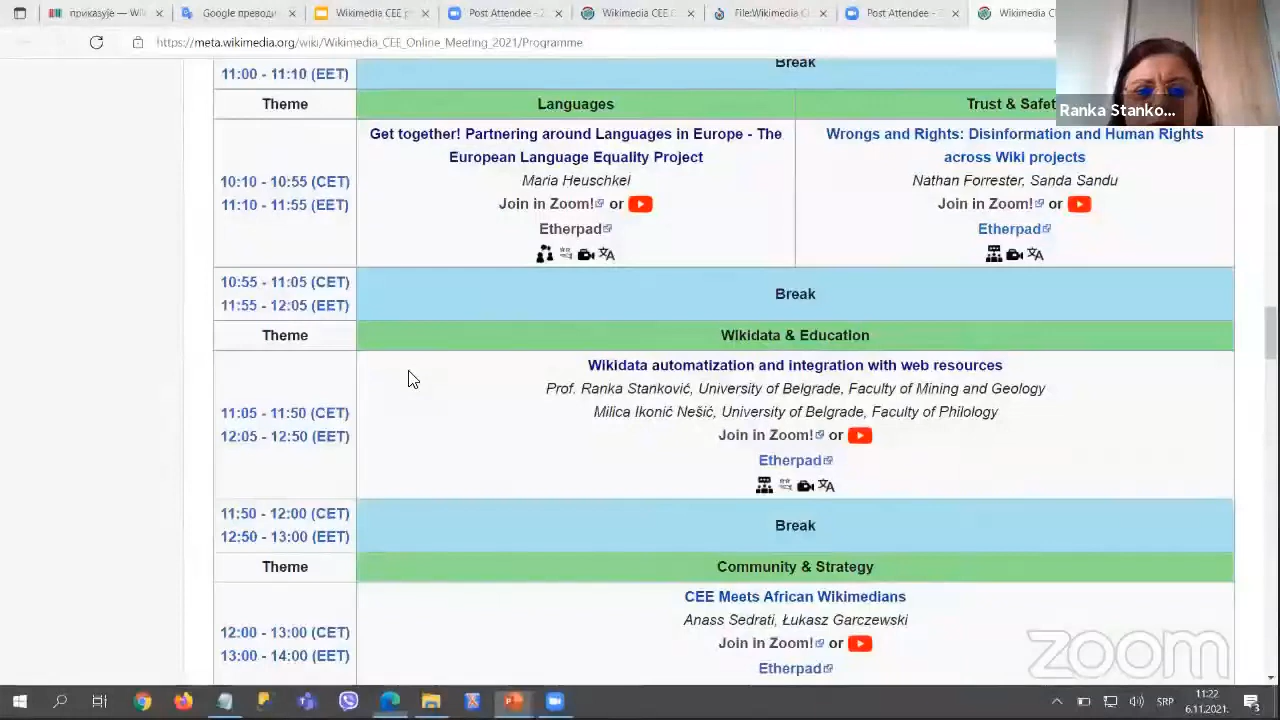 прикасује — Wiki
Google преводи
Wikimedia CEE
Post Attendee - Z
Wikimedia CEE O
File:Wikimedia C
Post Attendee - 
Wikimedia C
https://meta.wikimedia.org/wiki/Wikimedia_CEE_Online_Meeting_2021/Programme
Ranka Stanko...
11:00 - 11:10 (EET)
Break
Theme
Languages
Trust & Safet
10:10 - 10:55 (CET)
11:10 - 11:55 (EET)
Get together! Partnering around Languages in Europe - The
European Language Equality Project
Maria Heuschkel
Join in Zoom! or
Etherpad
Wrongs and Rights: Disinformation and Human Rights
across Wiki projects
Nathan Forrester, Sanda Sandu
Join in Zoom! or
Etherpad
10:55 - 11:05 (CET)
11:55 - 12:05 (EET)
Break
Theme
Wikidata & Education
11:05 - 11:50 (CET)
12:05 - 12:50 (EET)
Wikidata automatization and integration with web resources
Prof. Ranka Stanković, University of Belgrade, Faculty of Mining and Geology
Milica Ikonić Nešić, University of Belgrade, Faculty of Philology
Join in Zoom! or
Etherpad
11:50 - 12:00 (CET)
12:50 - 13:00 (EET)
Break
Theme
Community & Strategy
12:00 - 13:00 (CET)
13:00 - 14:00 (EET)
CEE Meets African Wikimedians
Anass Sedrati, Łukasz Garczewski
Join in Zoom! or
Etherpad
zoom
SRP
11:22
6.11.2021.
3